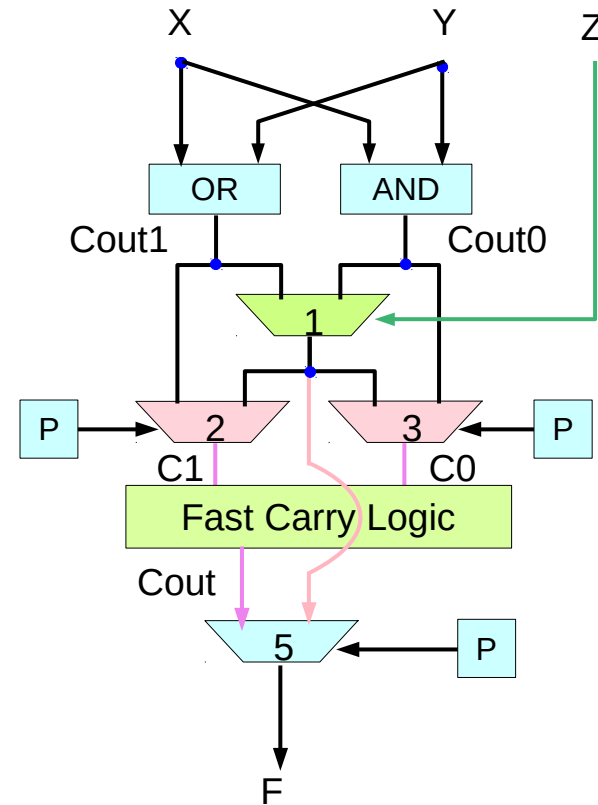 X Y Z
OR AND
Cout1 Cout0
1
P 2 3 P
C1 C0
Fast Carry Logic
Cout
5 P
F